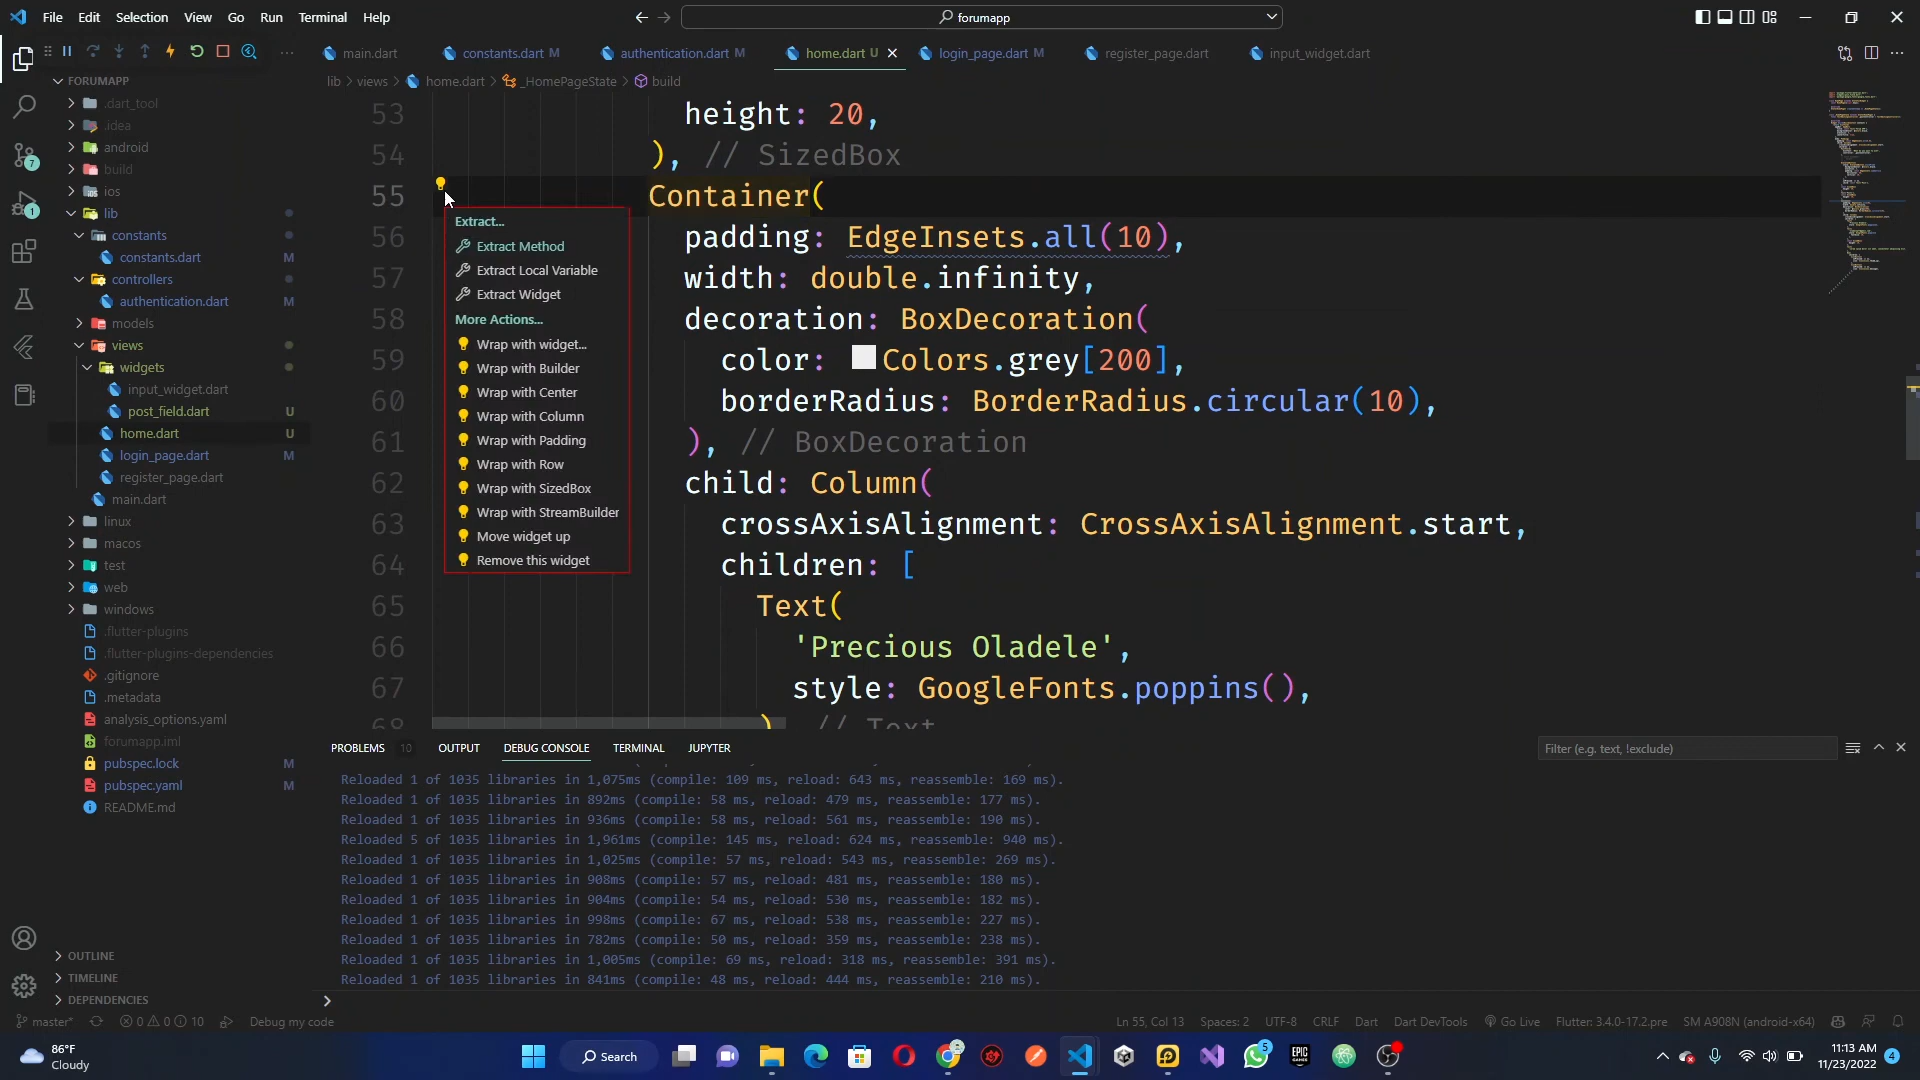 File Edit Selection View Go Run Terminal Help
forumapp
main.dart
constants.dart M
authentication.dart M
home.dart U
login_page.dart M
register_page.dart
input_widget.dart
lib > views > home.dart > _HomePageState > build
FORUMAPP
.dart_tool
.idea
android
build
ios
lib
constants
constants.dart M
controllers
authentication.dart M
models
views
widgets
input_widget.dart
post_field.dart U
home.dart U
login_page.dart M
register_page.dart
main.dart
linux
macos
test
web
windows
.flutter-plugins
.flutter-plugins-dependencies
.gitignore
.metadata
analysis_options.yaml
forumapp.iml
pubspec.lock M
pubspec.yaml M
README.md
OUTLINE
TIMELINE
DEPENDENCIES
7
1
53 height: 20,
54 ), // SizedBox
55 Container(
56 padding: EdgeInsets.all(10),
57 width: double.infinity,
58 decoration: BoxDecoration(
59 color: Colors.grey[200],
60 borderRadius: BorderRadius.circular(10),
61 ), // BoxDecoration
62 child: Column(
63 crossAxisAlignment: CrossAxisAlignment.start,
64 children: [
65 Text(
66 'Precious Oladele',
67 style: GoogleFonts.poppins(),
68 ) // Text
Extract...
Extract Method
Extract Local Variable
Extract Widget
More Actions...
Wrap with widget...
Wrap with Builder
Wrap with Center
Wrap with Column
Wrap with Padding
Wrap with Row
Wrap with SizedBox
Wrap with StreamBuilder
Move widget up
Remove this widget
PROBLEMS 10 OUTPUT DEBUG CONSOLE TERMINAL JUPYTER
Filter (e.g. text, !exclude)
Reloaded 1 of 1035 libraries in 1,075ms (compile: 109 ms, reload: 643 ms, reassemble: 169 ms).
Reloaded 1 of 1035 libraries in 892ms (compile: 58 ms, reload: 479 ms, reassemble: 177 ms).
Reloaded 1 of 1035 libraries in 936ms (compile: 58 ms, reload: 561 ms, reassemble: 190 ms).
Reloaded 5 of 1035 libraries in 1,961ms (compile: 145 ms, reload: 624 ms, reassemble: 940 ms).
Reloaded 1 of 1035 libraries in 1,025ms (compile: 57 ms, reload: 543 ms, reassemble: 269 ms).
Reloaded 1 of 1035 libraries in 908ms (compile: 57 ms, reload: 481 ms, reassemble: 180 ms).
Reloaded 1 of 1035 libraries in 904ms (compile: 54 ms, reload: 530 ms, reassemble: 182 ms).
Reloaded 1 of 1035 libraries in 998ms (compile: 67 ms, reload: 538 ms, reassemble: 227 ms).
Reloaded 1 of 1035 libraries in 782ms (compile: 50 ms, reload: 359 ms, reassemble: 238 ms).
Reloaded 1 of 1035 libraries in 1,005ms (compile: 69 ms, reload: 318 ms, reassemble: 391 ms).
Reloaded 1 of 1035 libraries in 841ms (compile: 48 ms, reload: 444 ms, reassemble: 210 ms).
master* 0 0 10 Debug my code
Ln 55, Col 13 Spaces: 2 UTF-8 CRLF Dart Dart DevTools Go Live Flutter: 3.4.0-17.2.pre SM A908N (android-x64)
86°F
Cloudy
Search
5
EPIC
GAMES
11:13 AM
11/23/2022
4